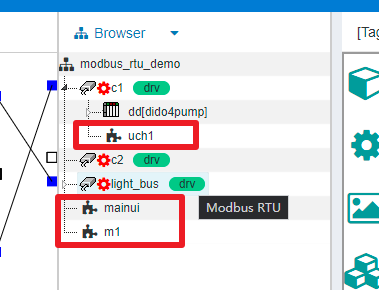 Browser
[Tag
modbus_rtu_demo
c1 drv
dd[dido4pump]
uch1
c2 drv
light_bus drv
mainui
Modbus RTU
m1